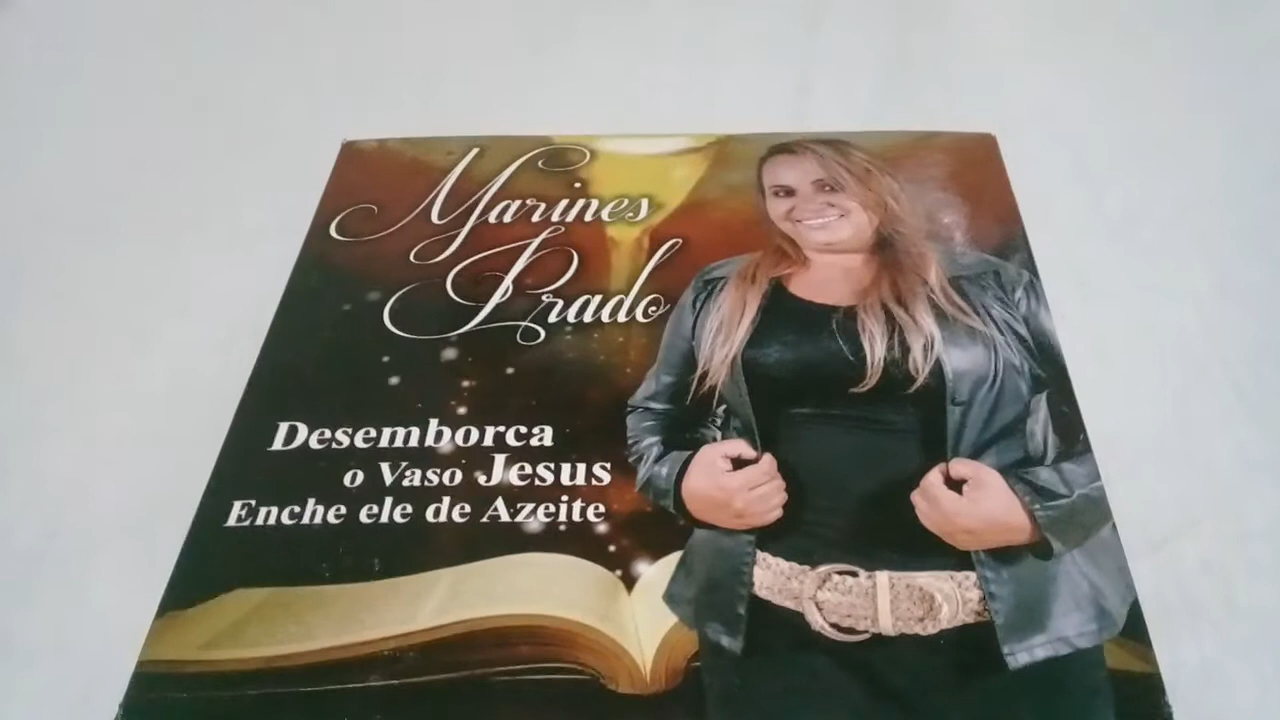 Marines
Prado
Desemborca
o Vaso Jesus
Enche ele de Azeite